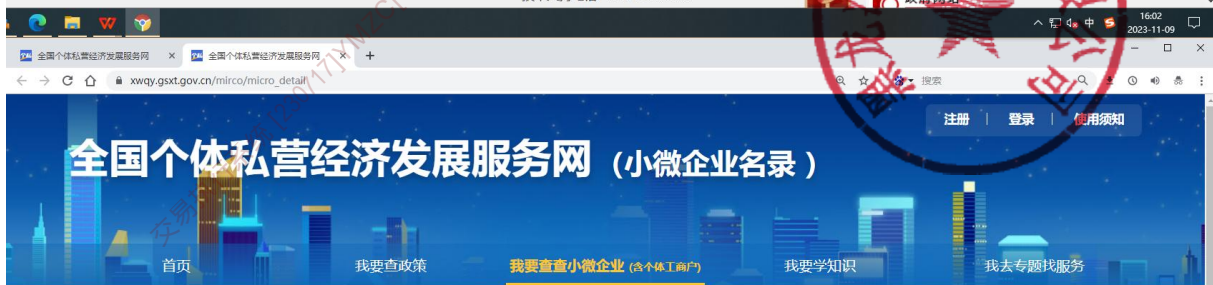 16:02
中
2023-11-09
全国个体私营经济发展服务网
全国个体私营经济发展服务网
xwqy.gsxt.gov.cn/mirco/micro_detail
搜索
注册 | 登录 | 使用须知
全国个体私营经济发展服务网（小微企业名录）
首页
我要查政策
我要查查小微企业 (含个体工商户)
我要学知识
我去专题找服务